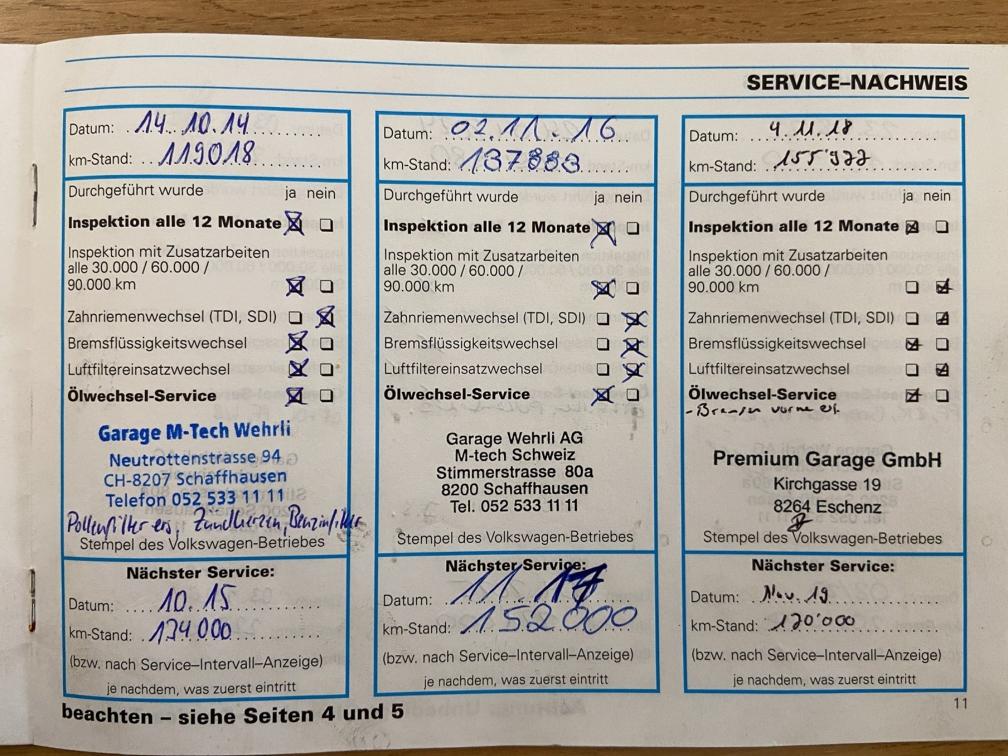 SERVICE–NACHWEIS
Datum: 14.10.14
km-Stand: 119018
Durchgeführt wurde ja nein
Inspektion alle 12 Monate
Inspektion mit Zusatzarbeiten
alle 30.000 / 60.000 /
90.000 km
Zahnriemenwechsel (TDI, SDI)
Bremsflüssigkeitswechsel
Luftfiltereinsatzwechsel
Ölwechsel-Service
Garage M-Tech Wehrli
Neutrottenstrasse 94
CH-8207 Schaffhausen
Telefon 052 533 11 11
Pollenfilter ers, Zundkerzen, Benzinfilter
Stempel des Volkswagen-Betriebes
Nächster Service:
Datum: 10.15
km-Stand: 134000
(bzw. nach Service–Intervall–Anzeige)
je nachdem, was zuerst eintritt
Datum: 02.11.16
km-Stand: 137883
Durchgeführt wurde ja nein
Inspektion alle 12 Monate
Inspektion mit Zusatzarbeiten
alle 30.000 / 60.000 /
90.000 km
Zahnriemenwechsel (TDI, SDI)
Bremsflüssigkeitswechsel
Luftfiltereinsatzwechsel
Ölwechsel-Service
Garage Wehrli AG
M-tech Schweiz
Stimmerstrasse 80a
8200 Schaffhausen
Tel. 052 533 11 11
Stempel des Volkswagen-Betriebes
Nächster Service:
Datum: 11.17
km-Stand: 152000
(bzw. nach Service–Intervall–Anzeige)
je nachdem, was zuerst eintritt
Datum: 4.11.18
km-Stand:
Durchgeführt wurde ja nein
Inspektion alle 12 Monate
Inspektion mit Zusatzarbeiten
alle 30.000 / 60.000 /
90.000 km
Zahnriemenwechsel (TDI, SDI)
Bremsflüssigkeitswechsel
Luftfiltereinsatzwechsel
Ölwechsel-Service
- Bremsen vorne
Premium Garage GmbH
Kirchgasse 19
8264 Eschenz
Stempel des Volkswagen-Betriebes
Nächster Service:
Datum: Nov. 19
km-Stand: 170'000
(bzw. nach Service–Intervall–Anzeige)
je nachdem, was zuerst eintritt
beachten – siehe Seiten 4 und 5
11